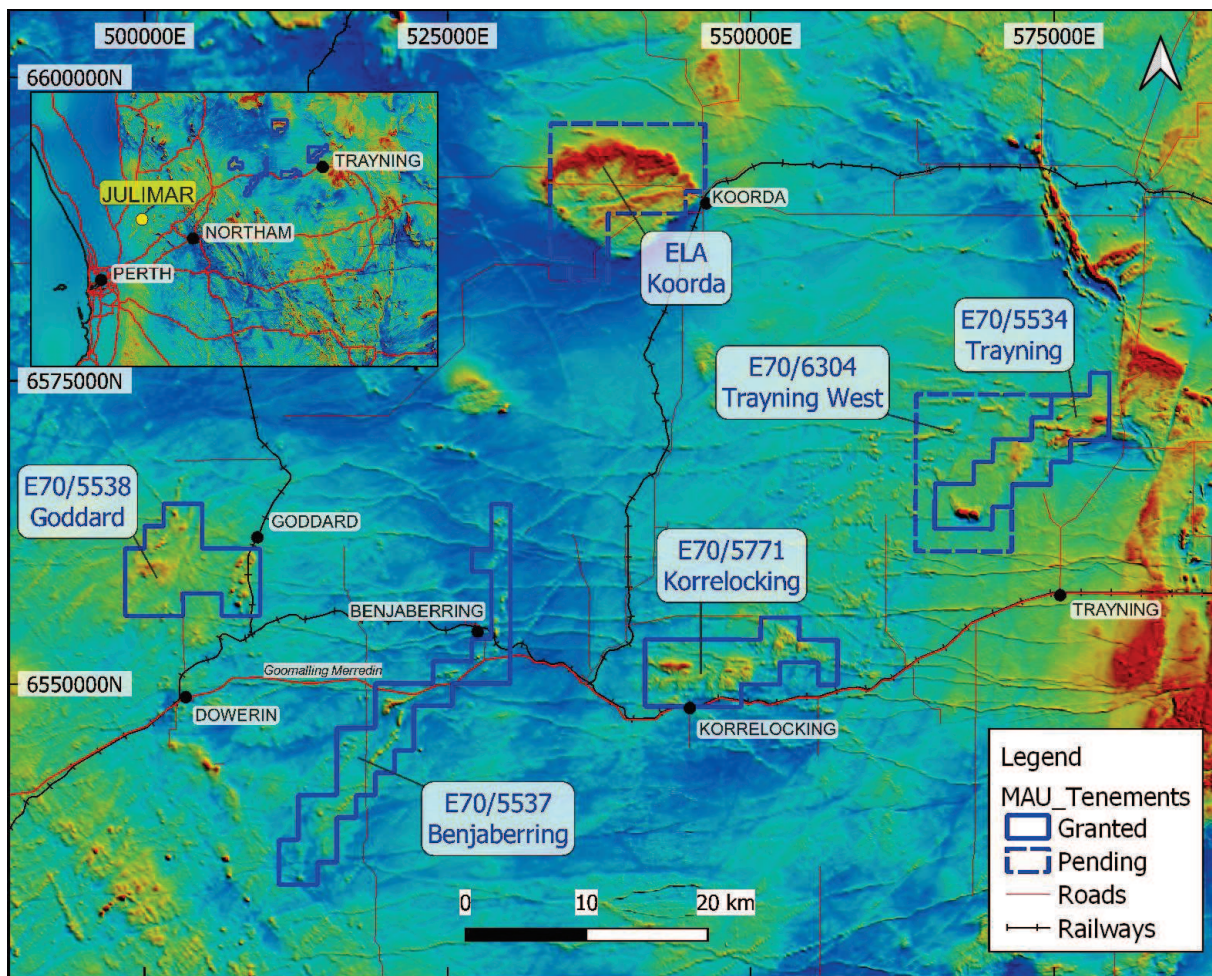 500000E
525000E
550000E
575000E
6600000N
TRAYNING
JULIMAR
NORTHAM
PERTH
KOORDA
ELA
Koorda
E70/5534
Trayning
6575000N
E70/6304
Trayning West
E70/5538
Goddard
GODDARD
E70/5771
Korrelocking
BENJABERRING
TRAYNING
Goomalling Merredin
6550000N
DOWERIN
KORRELOCKING
E70/5537
Benjaberring
Legend
MAU_Tenements
Granted
Pending
Roads
Railways
0 10 20 km